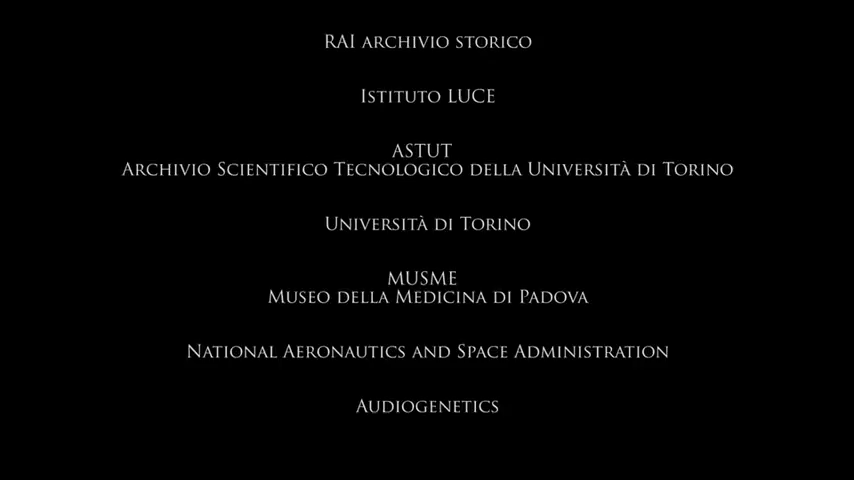 RAI archivio storico
Istituto LUCE
ASTUT
Archivio Scientifico Tecnologico della Università di Torino
Università di Torino
MUSME
Museo della Medicina di Padova
National Aeronautics and Space Administration
Audiogenetics